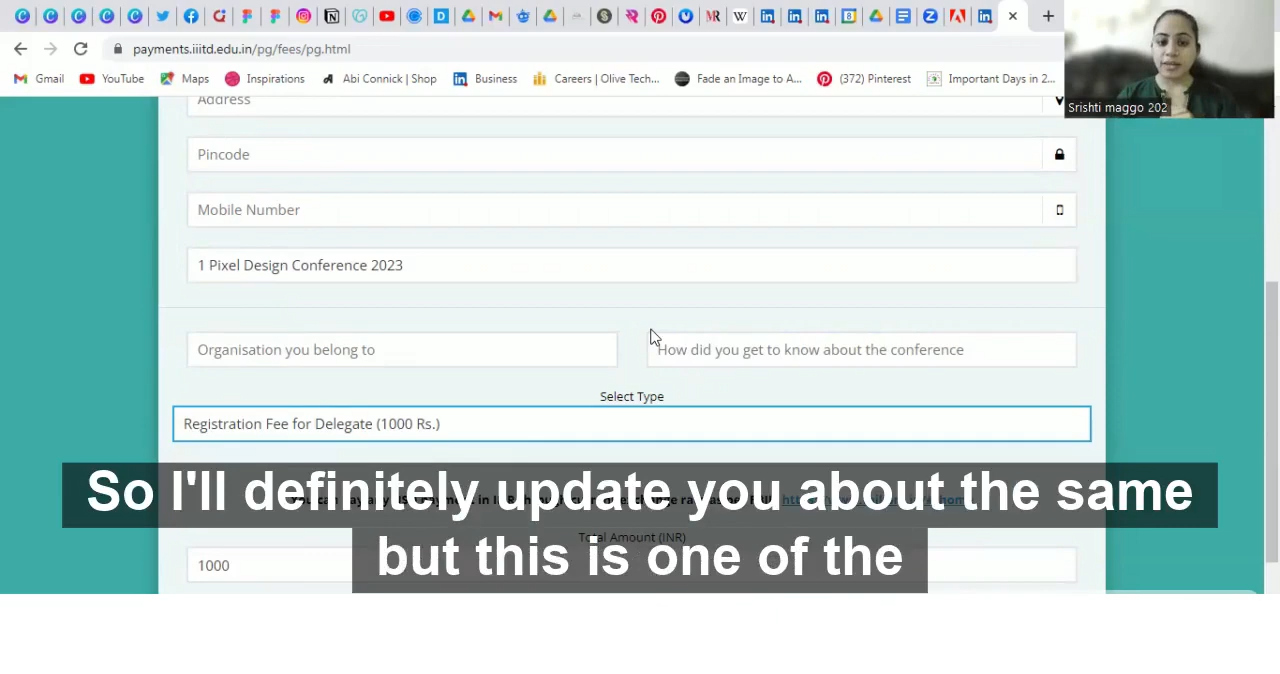 payments.iiitd.edu.in/pg/fees/pg.html
Gmail
YouTube
Maps
Inspirations
Abi Connick | Shop
Business
Careers | Olive Tech...
Fade an Image to A...
(372) Pinterest
Important Days in 2...
Srishti maggo 202
Address
Pincode
Mobile Number
1 Pixel Design Conference 2023
Organisation you belong to
How did you get to know about the conference
Select Type
Registration Fee for Delegate (1000 Rs.)
So I'll definitely update you about the same
but this is one of the
Total Amount (INR)
1000